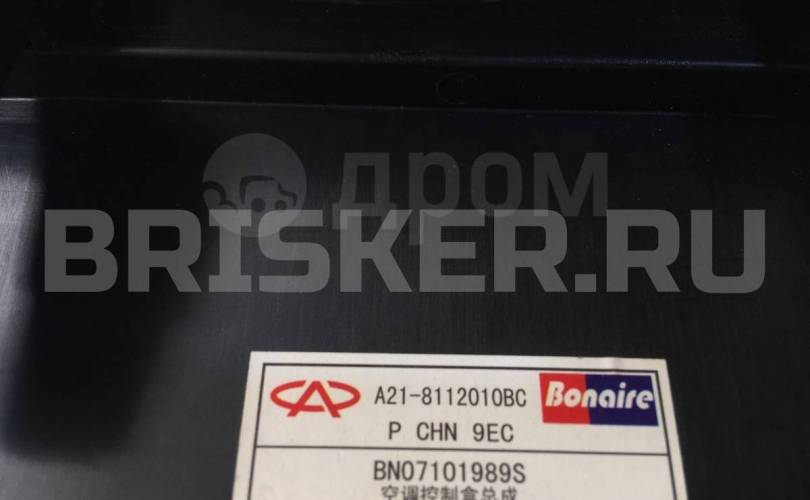 дром
BRISKER.RU
A21-8112010BC
Bonaire
P CHN 9EC
BN07101989S
空调控制盒总成